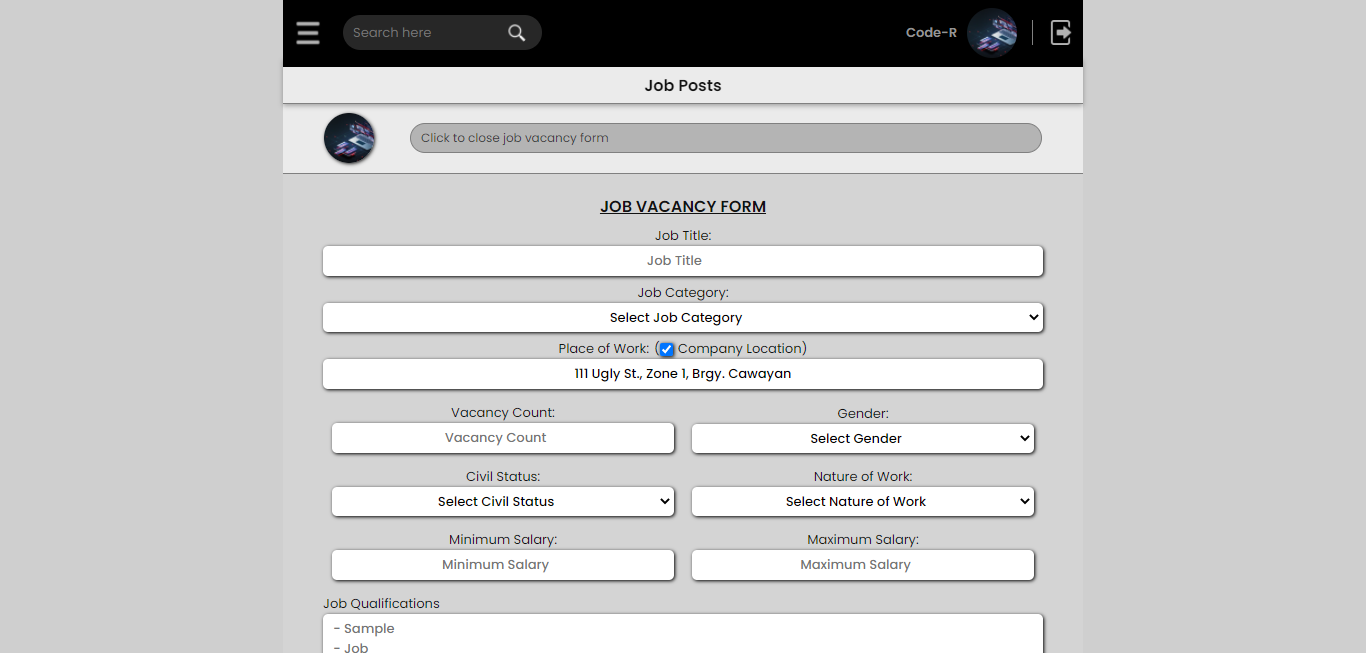 Search here
Code-R
Job Posts
Click to close job vacancy form
JOB VACANCY FORM
Job Title:
Job Title
Job Category:
Select Job Category
Place of Work: ( Company Location)
111 Ugly St., Zone 1, Brgy. Cawayan
Vacancy Count:
Gender:
Vacancy Count
Select Gender
Civil Status:
Nature of Work:
Select Civil Status
Select Nature of Work
Minimum Salary:
Maximum Salary:
Minimum Salary
Maximum Salary
Job Qualifications
- Sample
- Job